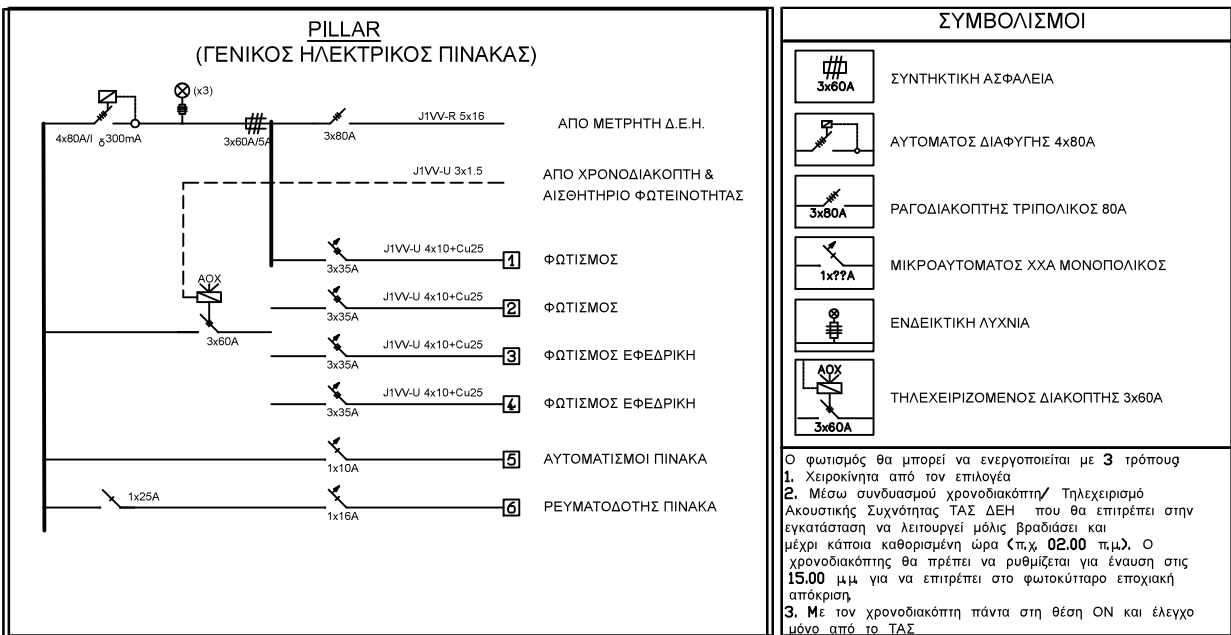 PILLAR
(ΓΕΝΙΚΟΣ ΗΛΕΚΤΡΙΚΟΣ ΠΙΝΑΚΑΣ)
(x3)
4x80A/I δ300mA
3x60A/5A
3x80A
J1VV-R 5x16
ΑΠΟ ΜΕΤΡΗΤΗ Δ.Ε.Η.
J1VV-U 3x1.5
ΑΠΟ ΧΡΟΝΟΔΙΑΚΟΠΤΗ &
ΑΙΣΘΗΤΗΡΙΟ ΦΩΤΕΙΝΟΤΗΤΑΣ
3x35A
J1VV-U 4x10+Cu25
1
ΦΩΤΙΣΜΟΣ
ΑΟΧ
3x60A
3x35A
J1VV-U 4x10+Cu25
2
ΦΩΤΙΣΜΟΣ
3x35A
J1VV-U 4x10+Cu25
3
ΦΩΤΙΣΜΟΣ ΕΦΕΔΡΙΚΗ
3x35A
J1VV-U 4x10+Cu25
4
ΦΩΤΙΣΜΟΣ ΕΦΕΔΡΙΚΗ
1x10A
5
ΑΥΤΟΜΑΤΙΣΜΟΙ ΠΙΝΑΚΑ
1x25A
1x16A
6
ΡΕΥΜΑΤΟΔΟΤΗΣ ΠΙΝΑΚΑ
ΣΥΜΒΟΛΙΣΜΟΙ
3x60A
ΣΥΝΤΗΚΤΙΚΗ ΑΣΦΑΛΕΙΑ
ΑΥΤΟΜΑΤΟΣ ΔΙΑΦΥΓΗΣ 4x80A
3x80A
ΡΑΓΟΔΙΑΚΟΠΤΗΣ ΤΡΙΠΟΛΙΚΟΣ 80A
1x??A
ΜΙΚΡΟΑΥΤΟΜΑΤΟΣ ΧΧΑ ΜΟΝΟΠΟΛΙΚΟΣ
ΕΝΔΕΙΚΤΙΚΗ ΛΥΧΝΙΑ
ΑΟΧ
3x60A
ΤΗΛΕΧΕΙΡΙΖΟΜΕΝΟΣ ΔΙΑΚΟΠΤΗΣ 3x60A
Ο φωτισμός θα μπορεί να ενεργοποιείται με 3 τρόπους
1. Χειροκίνητα από τον επιλογέα
2. Μέσω συνδυασμού χρονοδιακόπτη/ Τηλεχειρισμό
Ακουστικής Συχνότητας ΤΑΣ ΔΕΗ που θα επιτρέπει στην
εγκατάσταση να λειτουργεί μόλις βραδιάσει και
μέχρι κάποια καθορισμένη ώρα (π.χ. 02.00 π.μ.). Ο
χρονοδιακόπτης θα πρέπει να ρυθμίζεται για έναυση στις
15.00 μ.μ. για να επιτρέπει στο φωτοκύτταρο εποχιακή
απόκριση.
3. Με τον χρονοδιακόπτη πάντα στη θέση ΟΝ και έλεγχο
μόνο από το ΤΑΣ